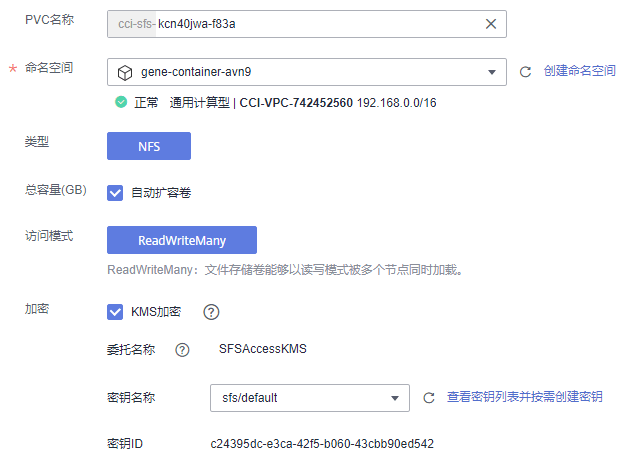 PVC名称 cci-sfs- kcn40jwa-f83a
* 命名空间 gene-container-avn9 创建命名空间
正常 通用计算型 | CCI-VPC-742452560 192.168.0.0/16
类型 NFS
总容量(GB) 自动扩容卷
访问模式 ReadWriteMany
ReadWriteMany：文件存储卷能够以读写模式被多个节点同时加载。
加密 KMS加密 ?
委托名称 ? SFSAccessKMS
密钥名称 sfs/default 查看密钥列表并按需创建密钥
密钥ID c24395dc-e3ca-42f5-b060-43cbb90ed542